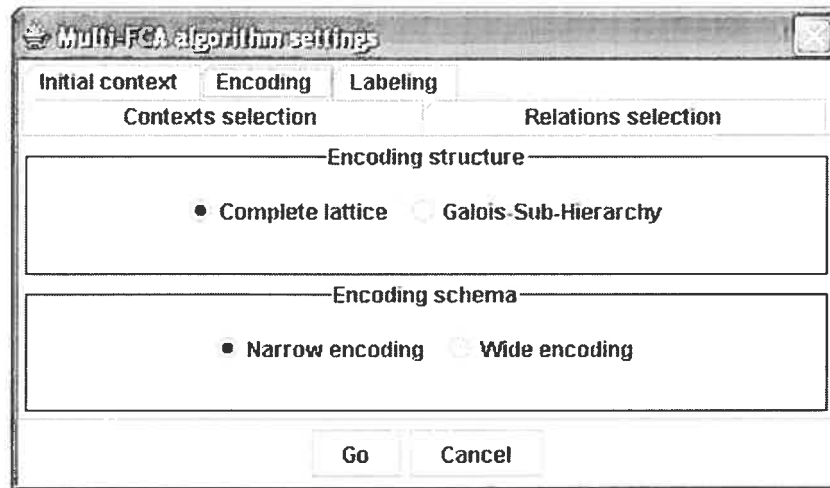 Multi-FCA algorithm settings
Initial context Encoding Labeling
Contexts selection Relations selection
Encoding structure
Complete lattice Galois-Sub-Hierarchy
Encoding schema
Narrow encoding Wide encoding
Go Cancel